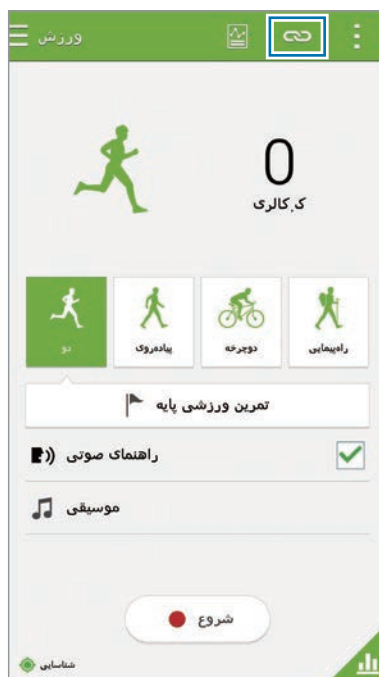 ورزش
0
ک.کالری
دو
پیاده‌روی
دوچرخه
راه‌پیمایی
تمرین ورزشی پایه
راهنمای صوتی
موسیقی
شروع
شناسایی